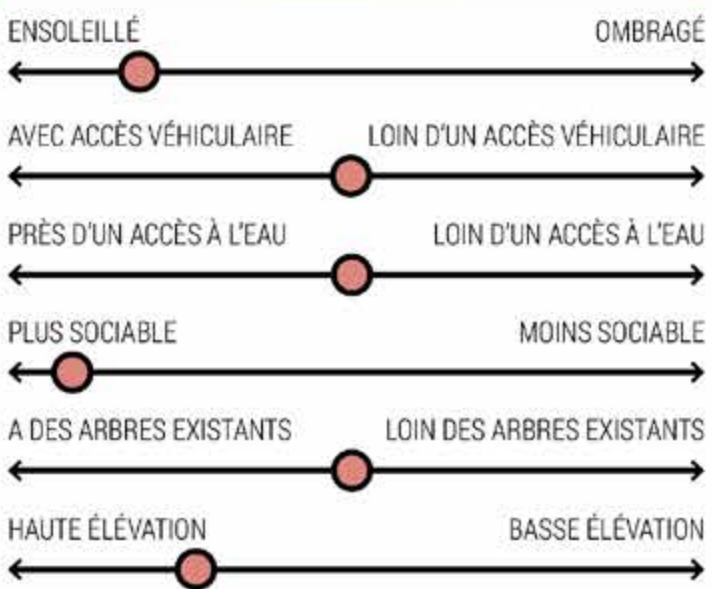 ENSOLEILLÉ OMBRAGÉ
AVEC ACCÈS VÉHICULAIRE LOIN D'UN ACCÈS VÉHICULAIRE
PRÈS D'UN ACCÈS À L'EAU LOIN D'UN ACCÈS À L'EAU
PLUS SOCIABLE MOINS SOCIABLE
A DES ARBRES EXISTANTS LOIN DES ARBRES EXISTANTS
HAUTE ÉLÉVATION BASSE ÉLÉVATION